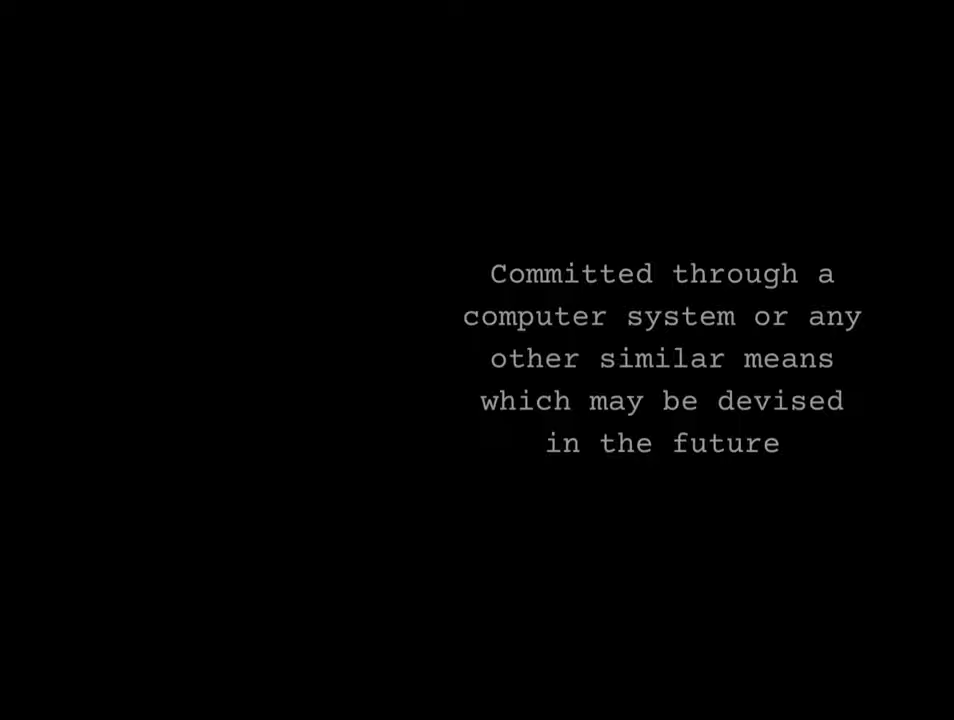 Committed through a
computer system or any
other similar means
which may be devised
in the future